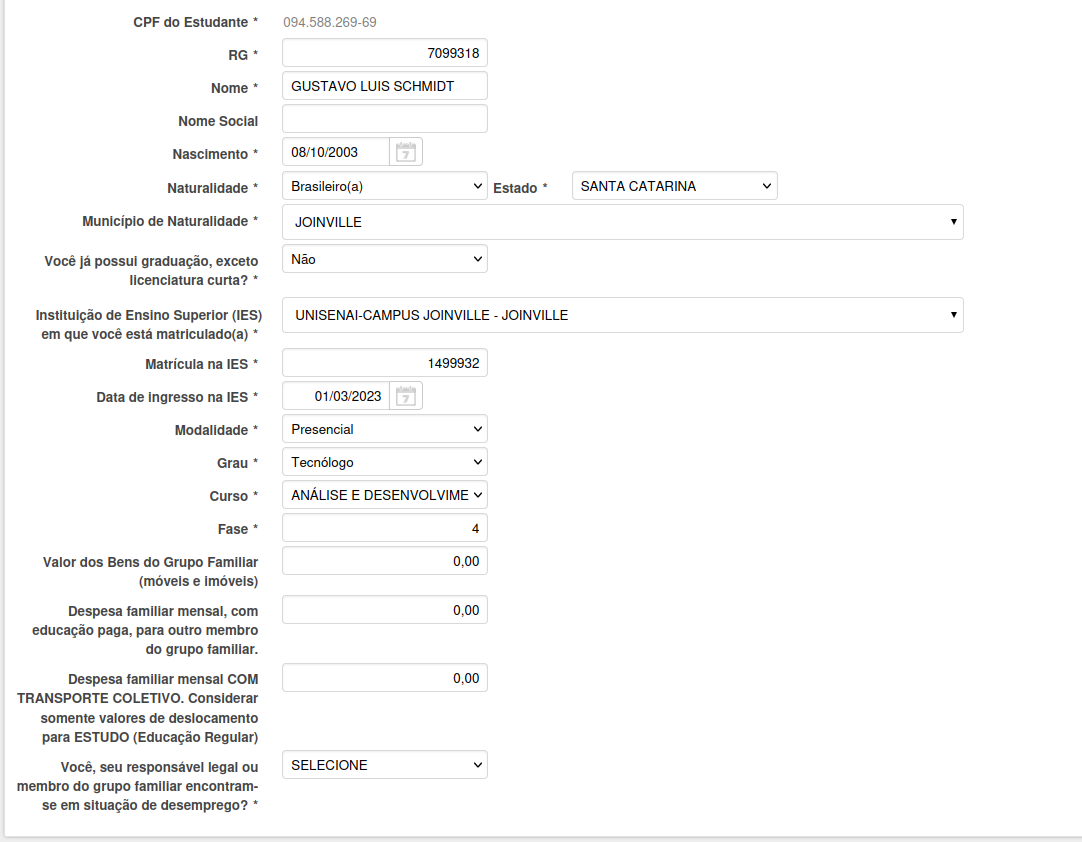 CPF do Estudante * 094.588.269-69
RG * 7099318
Nome * GUSTAVO LUIS SCHMIDT
Nome Social
Nascimento * 08/10/2003 7
Naturalidade * Brasileiro(a) Estado * SANTA CATARINA
Município de Naturalidade * JOINVILLE
Você já possui graduação, exceto Não
licenciatura curta? *
Instituição de Ensino Superior (IES) UNISENAI-CAMPUS JOINVILLE - JOINVILLE
em que você está matriculado(a) *
Matrícula na IES * 1499932
Data de ingresso na IES * 01/03/2023 7
Modalidade * Presencial
Grau * Tecnólogo
Curso * ANÁLISE E DESENVOLVIME
Fase * 4
Valor dos Bens do Grupo Familiar 0,00
(móveis e imóveis)
Despesa familiar mensal, com 0,00
educação paga, para outro membro
do grupo familiar.
Despesa familiar mensal COM 0,00
TRANSPORTE COLETIVO. Considerar
somente valores de deslocamento
para ESTUDO (Educação Regular)
Você, seu responsável legal ou SELECIONE
membro do grupo familiar encontram-
se em situação de desemprego? *